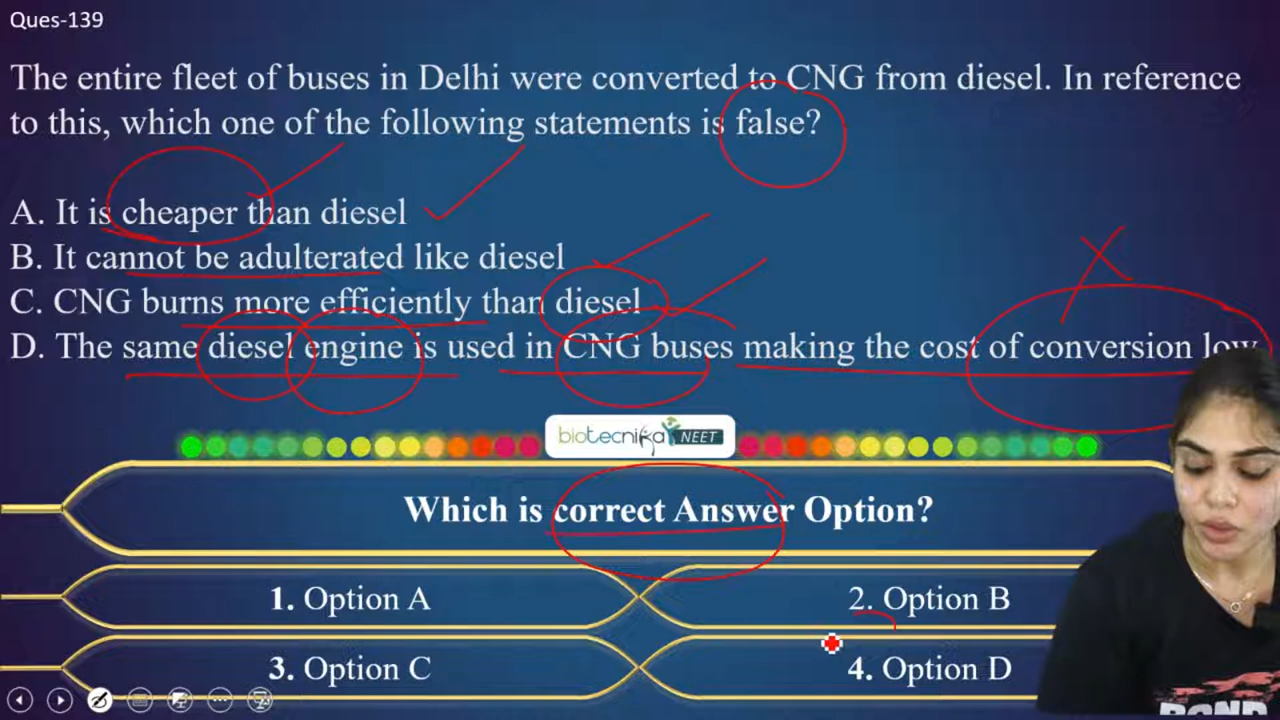 Ques-139
The entire fleet of buses in Delhi were converted to CNG from diesel. In reference
to this, which one of the following statements is false?
A. It is cheaper than diesel
B. It cannot be adulterated like diesel
C. CNG burns more efficiently than diesel
D. The same diesel engine is used in CNG buses making the cost of conversion low
biotecnika NEET
Which is correct Answer Option?
1. Option A
2. Option B
3. Option C
4. Option D